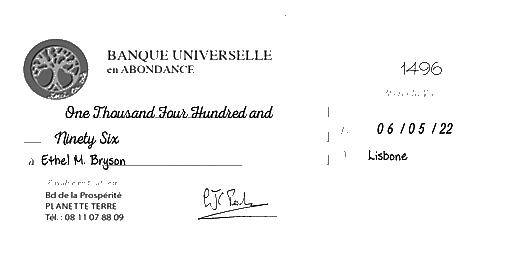 BANQUE UNIVERSELLE
en ABONDANCE
1496
One Thousand Four Hundred and
Ninety Six
06/05/22
à Ethel M. Bryson
Lisbone
Bd de la Prospérité
PLANETTE TERRE
Tél. : 08 11 07 88 09